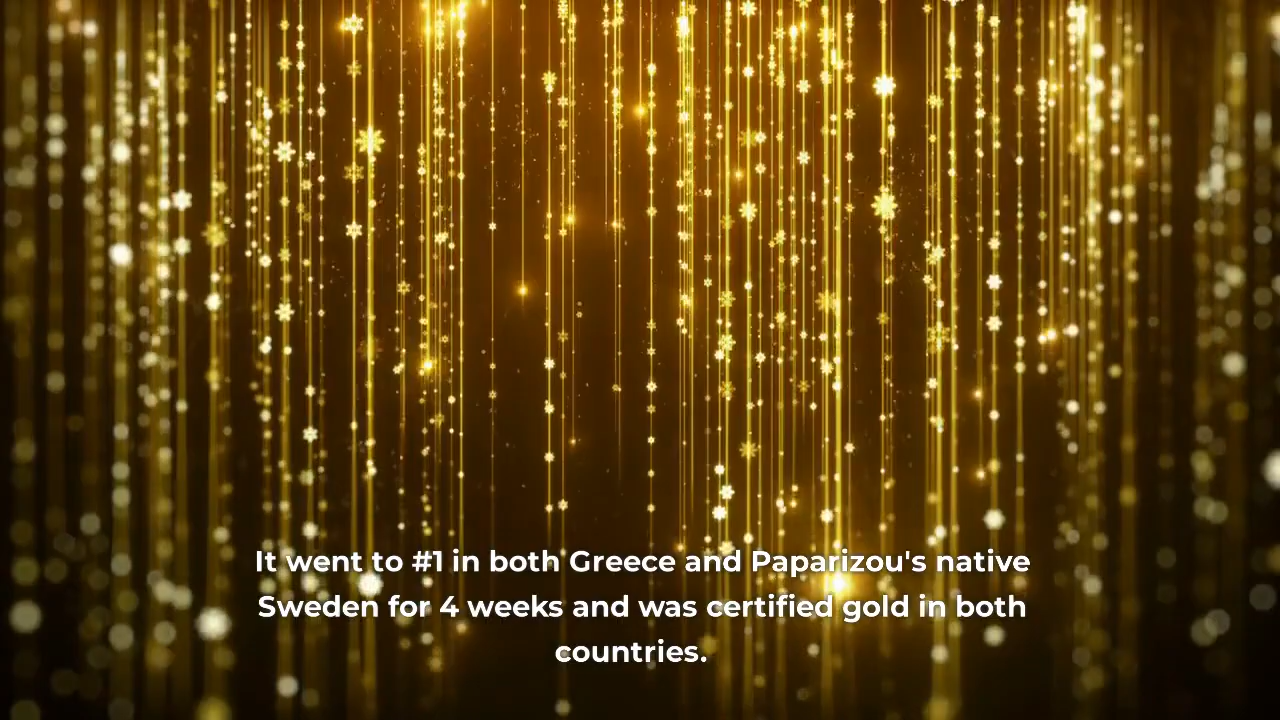 It went to #1 in both Greece and Paparizou's native
Sweden for 4 weeks and was certified gold in both
countries.